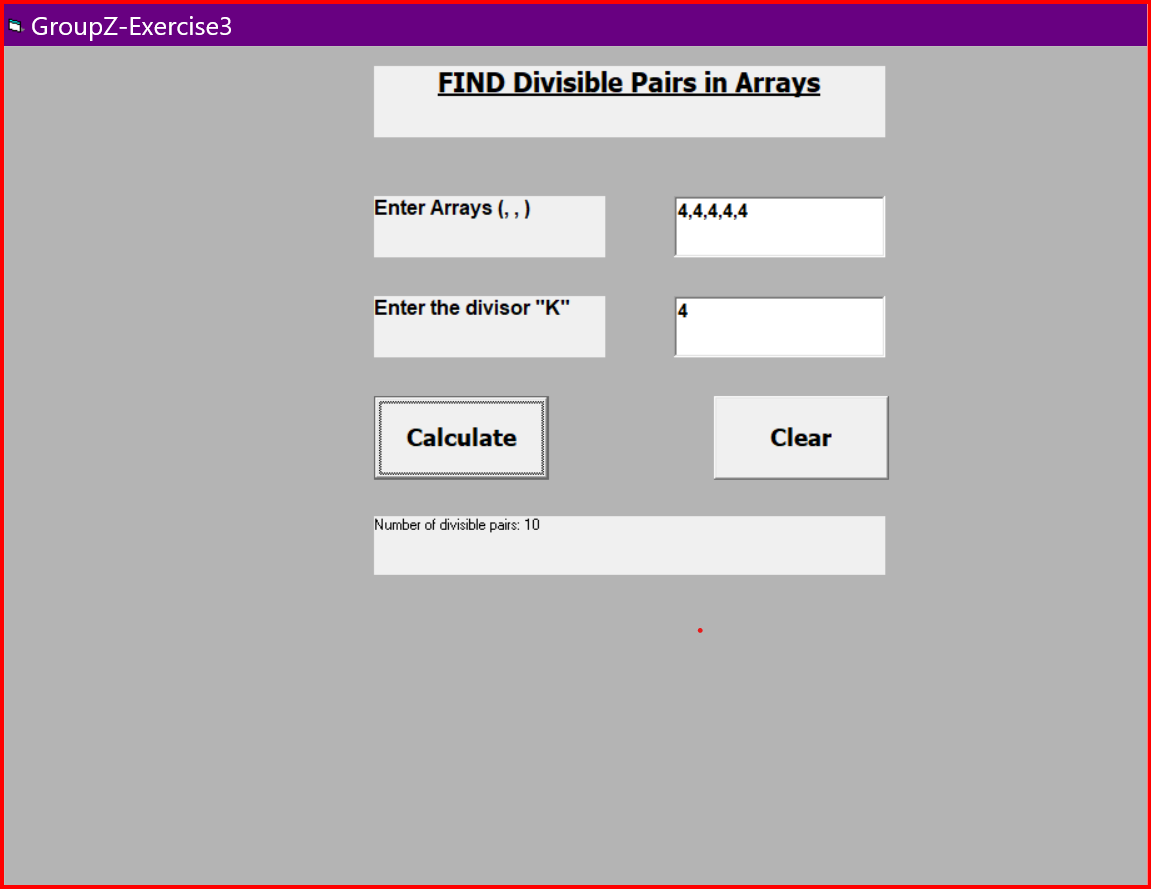 GroupZ-Exercise3
FIND Divisible Pairs in Arrays
Enter Arrays (, , )
4,4,4,4,4
Enter the divisor "K"
4
Calculate
Clear
Number of divisible pairs: 10